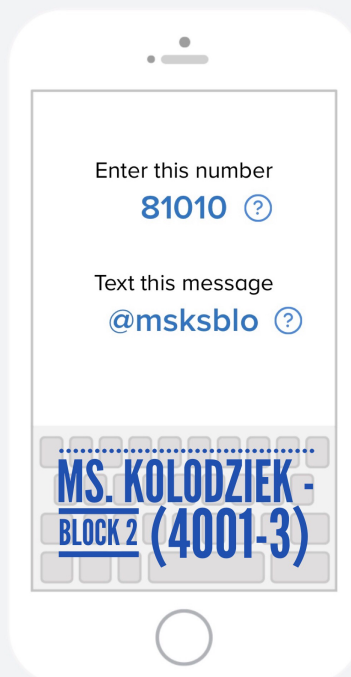 Enter this number
81010 ?
Text this message
@msksblo ?
MS. KOLODZIEK -
BLOCK 2 (4001-3)